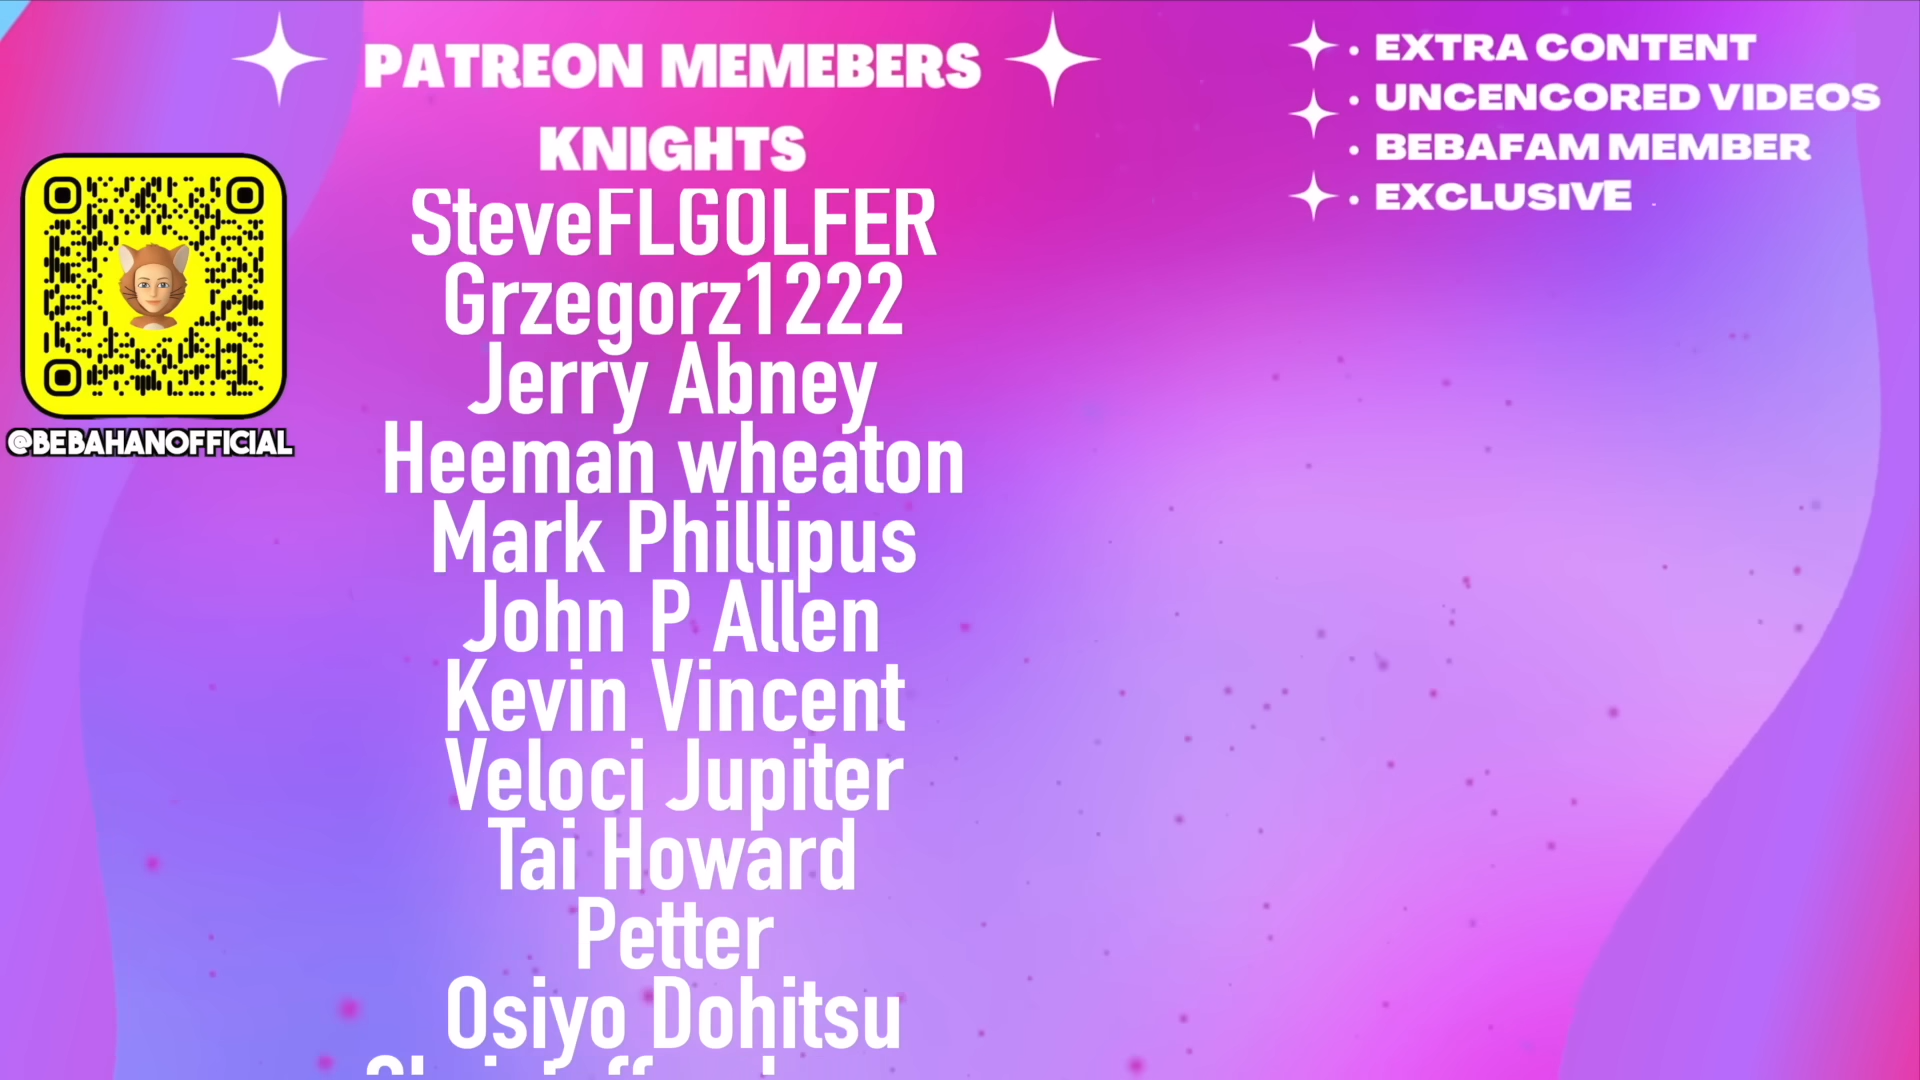 PATREON MEMEBERS
KNIGHTS
SteveFLGOLFER
Grzegorz1222
Jerry Abney
Heeman wheaton
Mark Phillipus
John P Allen
Kevin Vincent
Veloci Jupiter
Tai Howard
Petter
Osiyo Dohitsu
@BEBAHANOFFICIAL
• EXTRA CONTENT
• UNCENCORED VIDEOS
• BEBAFAM MEMBER
• EXCLUSIVE